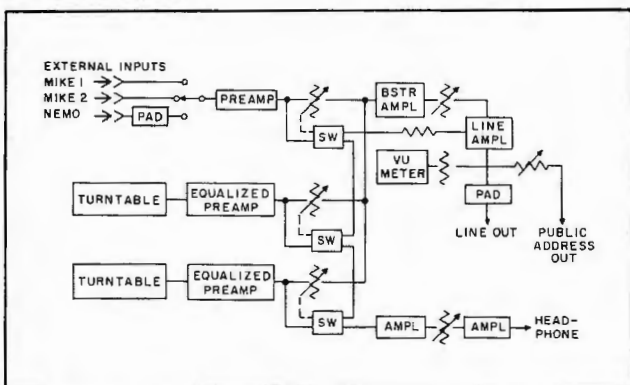 EXTERNAL INPUTS
MIKE 1
MIKE 2
NEMO
PAD
PREAMP
SW
BSTR
AMPL
LINE
AMPL
VU
METER
PAD
LINE OUT
PUBLIC
ADDRESS
OUT
TURNTABLE
EQUALIZED
PREAMP
SW
TURNTABLE
EQUALIZED
PREAMP
SW
AMPL
AMPL
HEAD-
PHONE